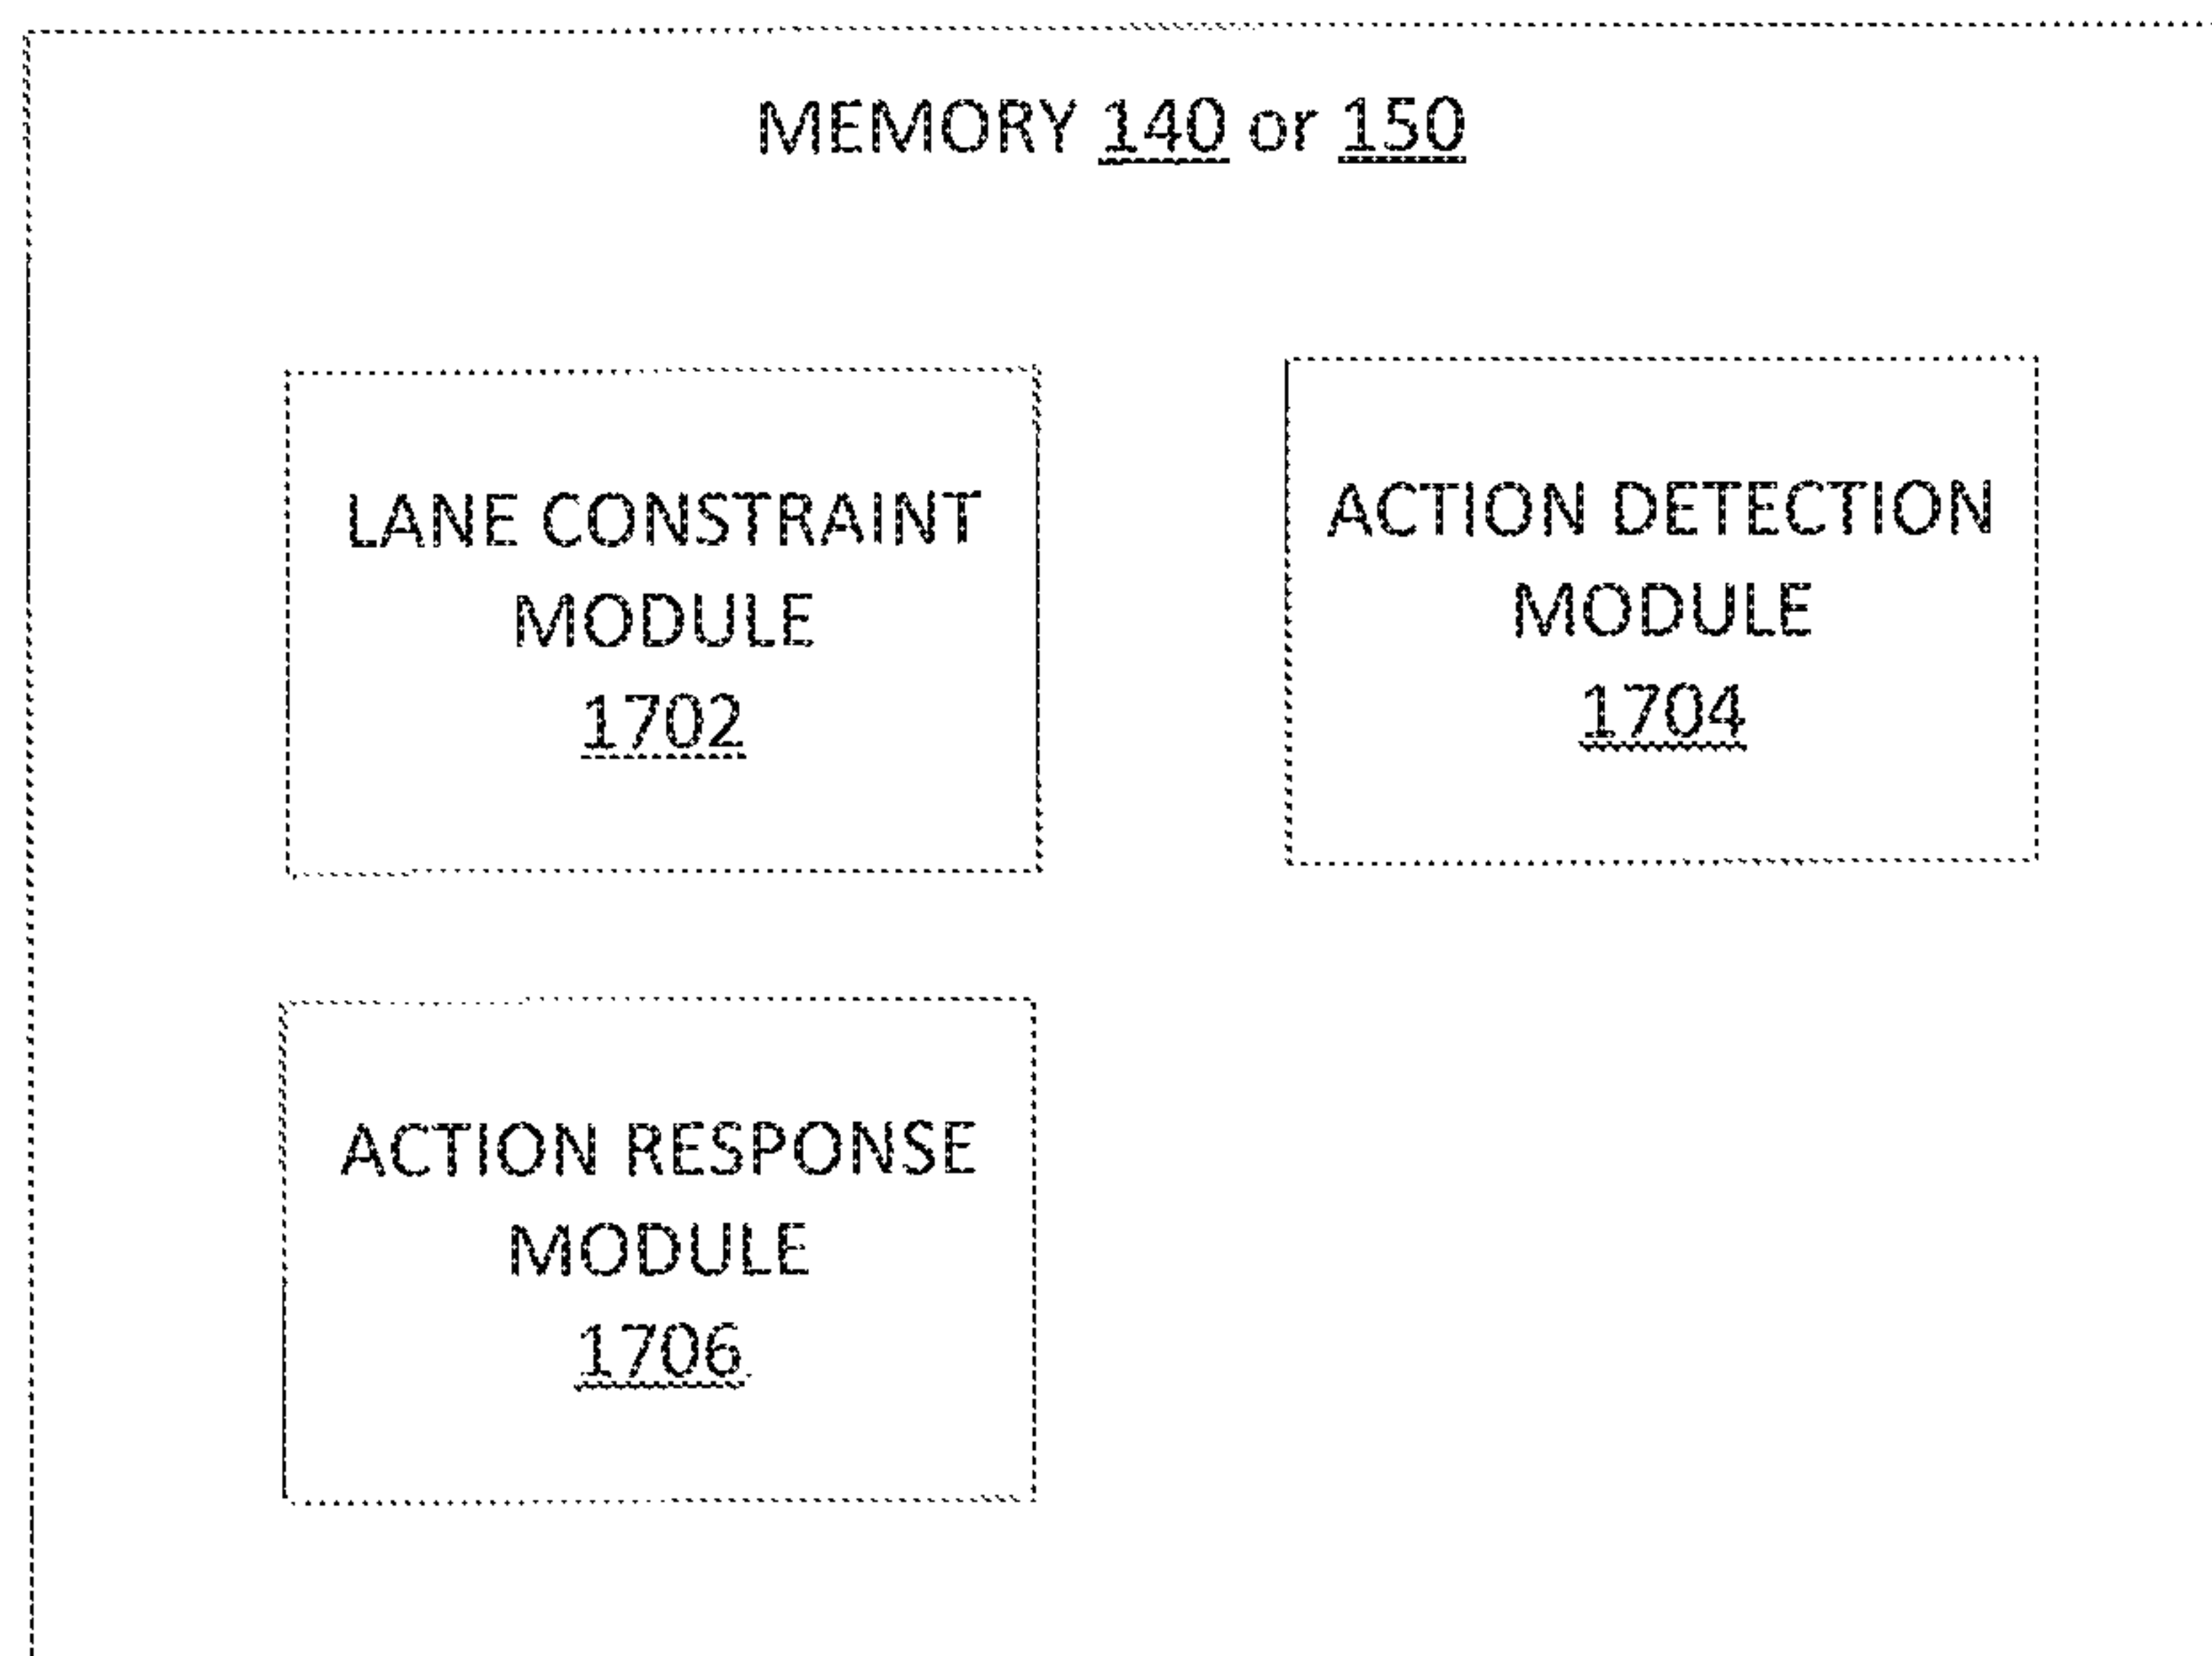 MEMORY 140 or 150
LANE CONSTRAINT
MODULE
1702
ACTION DETECTION
MODULE
1704
ACTION RESPONSE
MODULE
1706